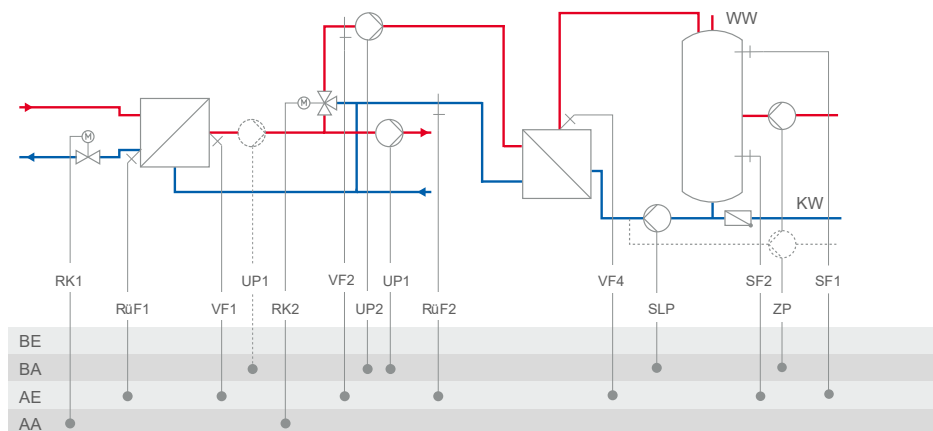 WW
M
M
KW
RK1 UP1 VF2 UP1 VF4 SF2 SF1
RüF1 VF1 RK2 UP2 RüF2 SLP ZP
BE
BA
AE
AA